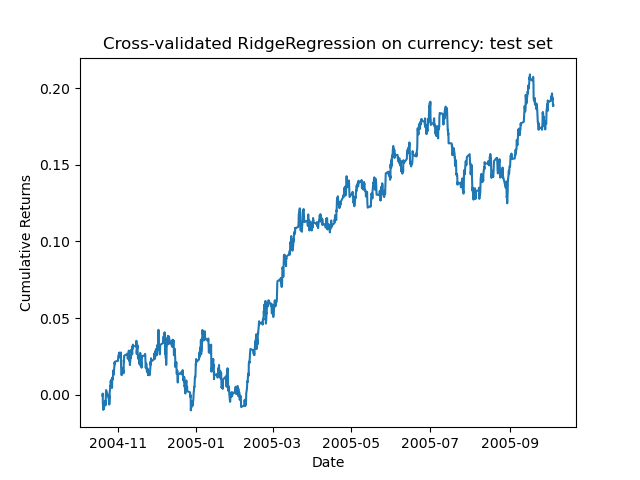 Cross-validated RidgeRegression on currency: test set
Cumulative Returns
0.20
0.15
0.10
0.05
0.00
2004-11 2005-01 2005-03 2005-05 2005-07 2005-09
Date